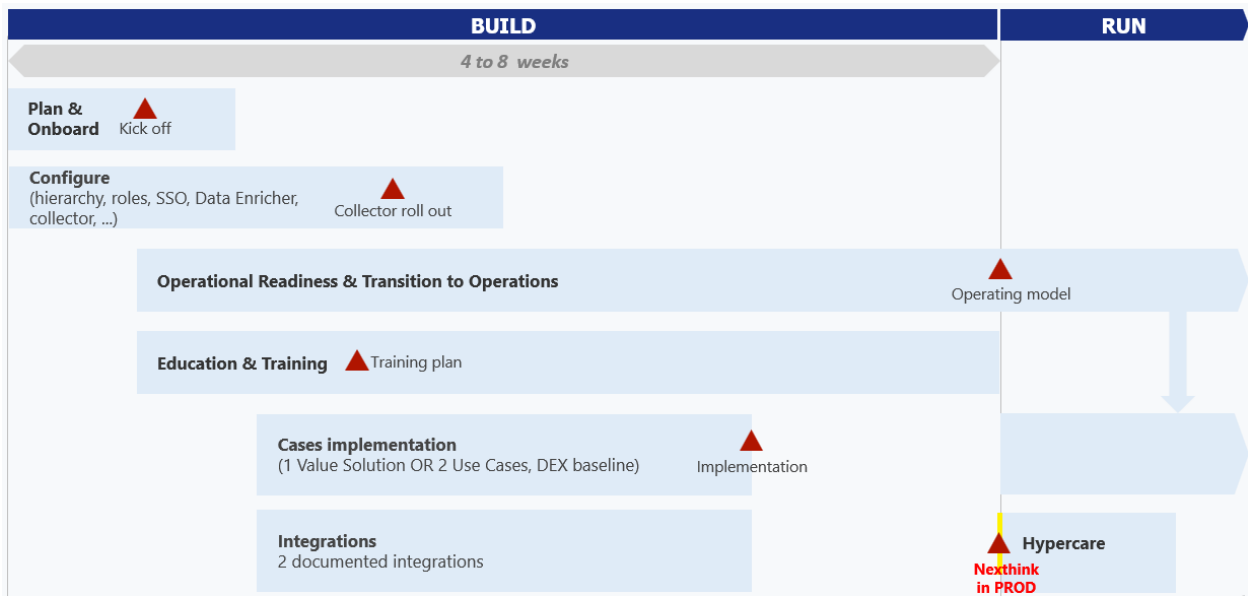 BUILD
RUN
4 to 8 weeks
Plan &
Onboard
Kick off
Configure
(hierarchy, roles, SSO, Data Enricher,
collector, ...)
Collector roll out
Operational Readiness & Transition to Operations
Operating model
Education & Training
Training plan
Cases implementation
(1 Value Solution OR 2 Use Cases, DEX baseline)
Implementation
Integrations
2 documented integrations
Hypercare
Nexthink
in PROD